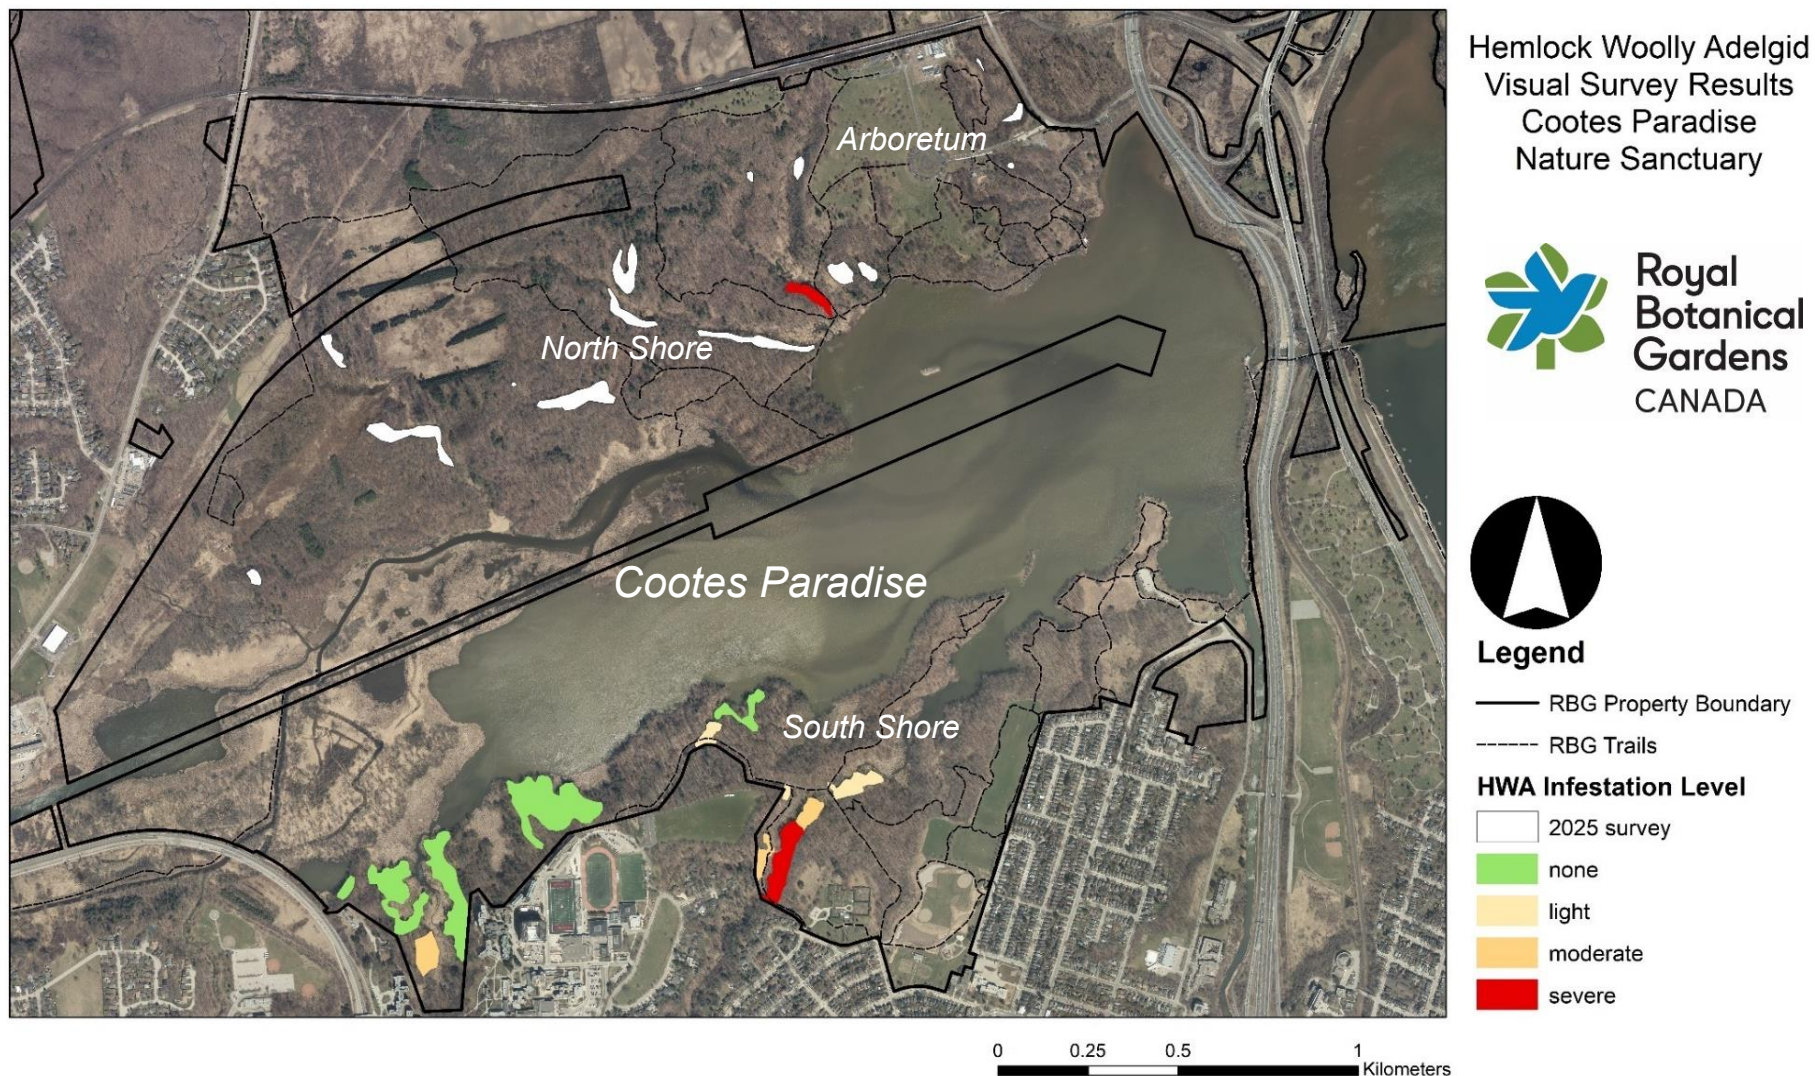 Hemlock Woolly Adelgid
Visual Survey Results
Cootes Paradise
Nature Sanctuary
Arboretum
North Shore
Cootes Paradise
South Shore
Royal
Botanical
Gardens
CANADA
Legend
RBG Property Boundary
RBG Trails
HWA Infestation Level
2025 survey
none
light
moderate
severe
0 0.25 0.5 1
Kilometers